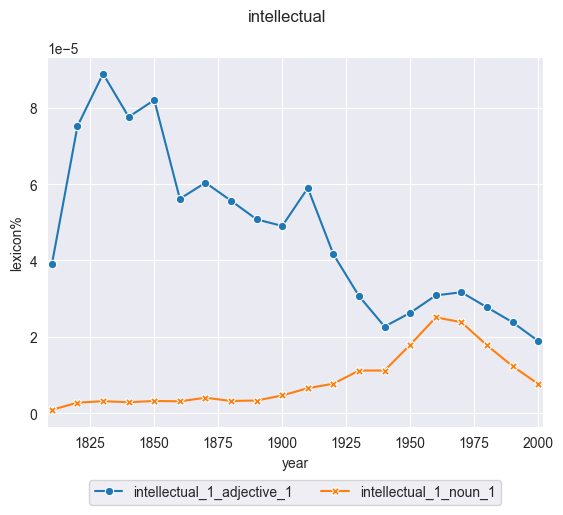 intellectual
1e−5
8
6
4
2
0
lexicon%
1825 1850 1875 1900 1925 1950 1975 2000
year
intellectual_1_adjective_1 intellectual_1_noun_1